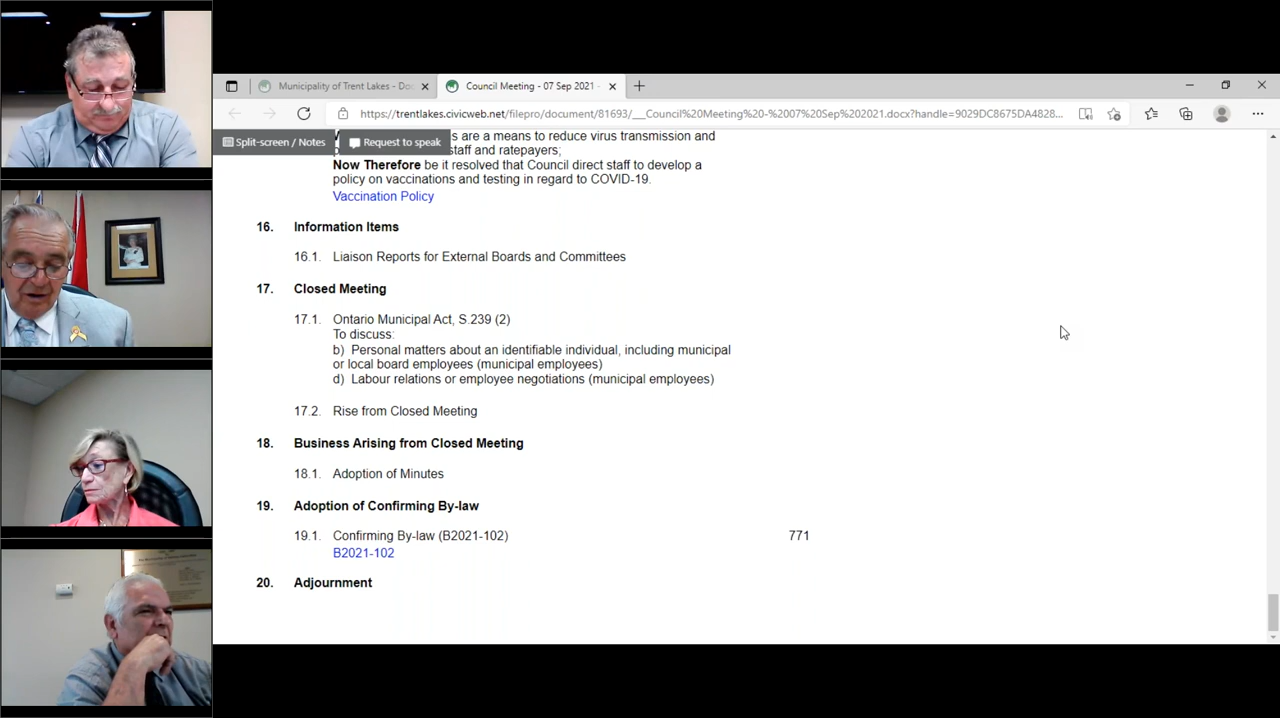 Municipality of Trent Lakes - Doc
Council Meeting - 07 Sep 2021 -
https://trentlakes.civicweb.net/filepro/document/81693/__Council%20Meeting%20-%2007%20Sep%202021.docx?handle=9029DC8675DA4828...
Split-screen / Notes
Request to speak
s are a means to reduce virus transmission and
staff and ratepayers;
Now Therefore be it resolved that Council direct staff to develop a
policy on vaccinations and testing in regard to COVID-19.
Vaccination Policy
16. Information Items
16.1. Liaison Reports for External Boards and Committees
17. Closed Meeting
17.1. Ontario Municipal Act, S.239 (2)
To discuss:
b) Personal matters about an identifiable individual, including municipal
or local board employees (municipal employees)
d) Labour relations or employee negotiations (municipal employees)
17.2. Rise from Closed Meeting
18. Business Arising from Closed Meeting
18.1. Adoption of Minutes
19. Adoption of Confirming By-law
19.1. Confirming By-law (B2021-102) 771
B2021-102
20. Adjournment